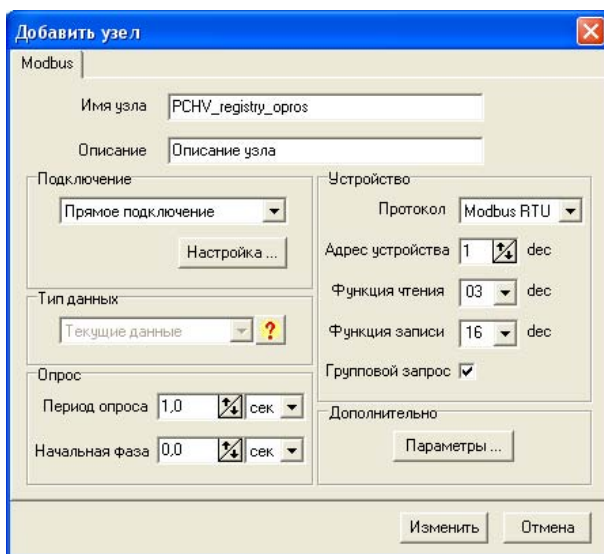 Добавить узел
Modbus
Имя узла PCHV_registry_opros
Описание Описание узла
Подключение
Прямое подключение
Настройка ...
Тип данных
Текущие данные ?
Опрос
Период опроса 1,0 сек
Начальная фаза 0,0 сек
Устройство
Протокол Modbus RTU
Адрес устройства 1 dec
Функция чтения 03 dec
Функция записи 16 dec
Групповой запрос
Дополнительно
Параметры ...
Изменить Отмена